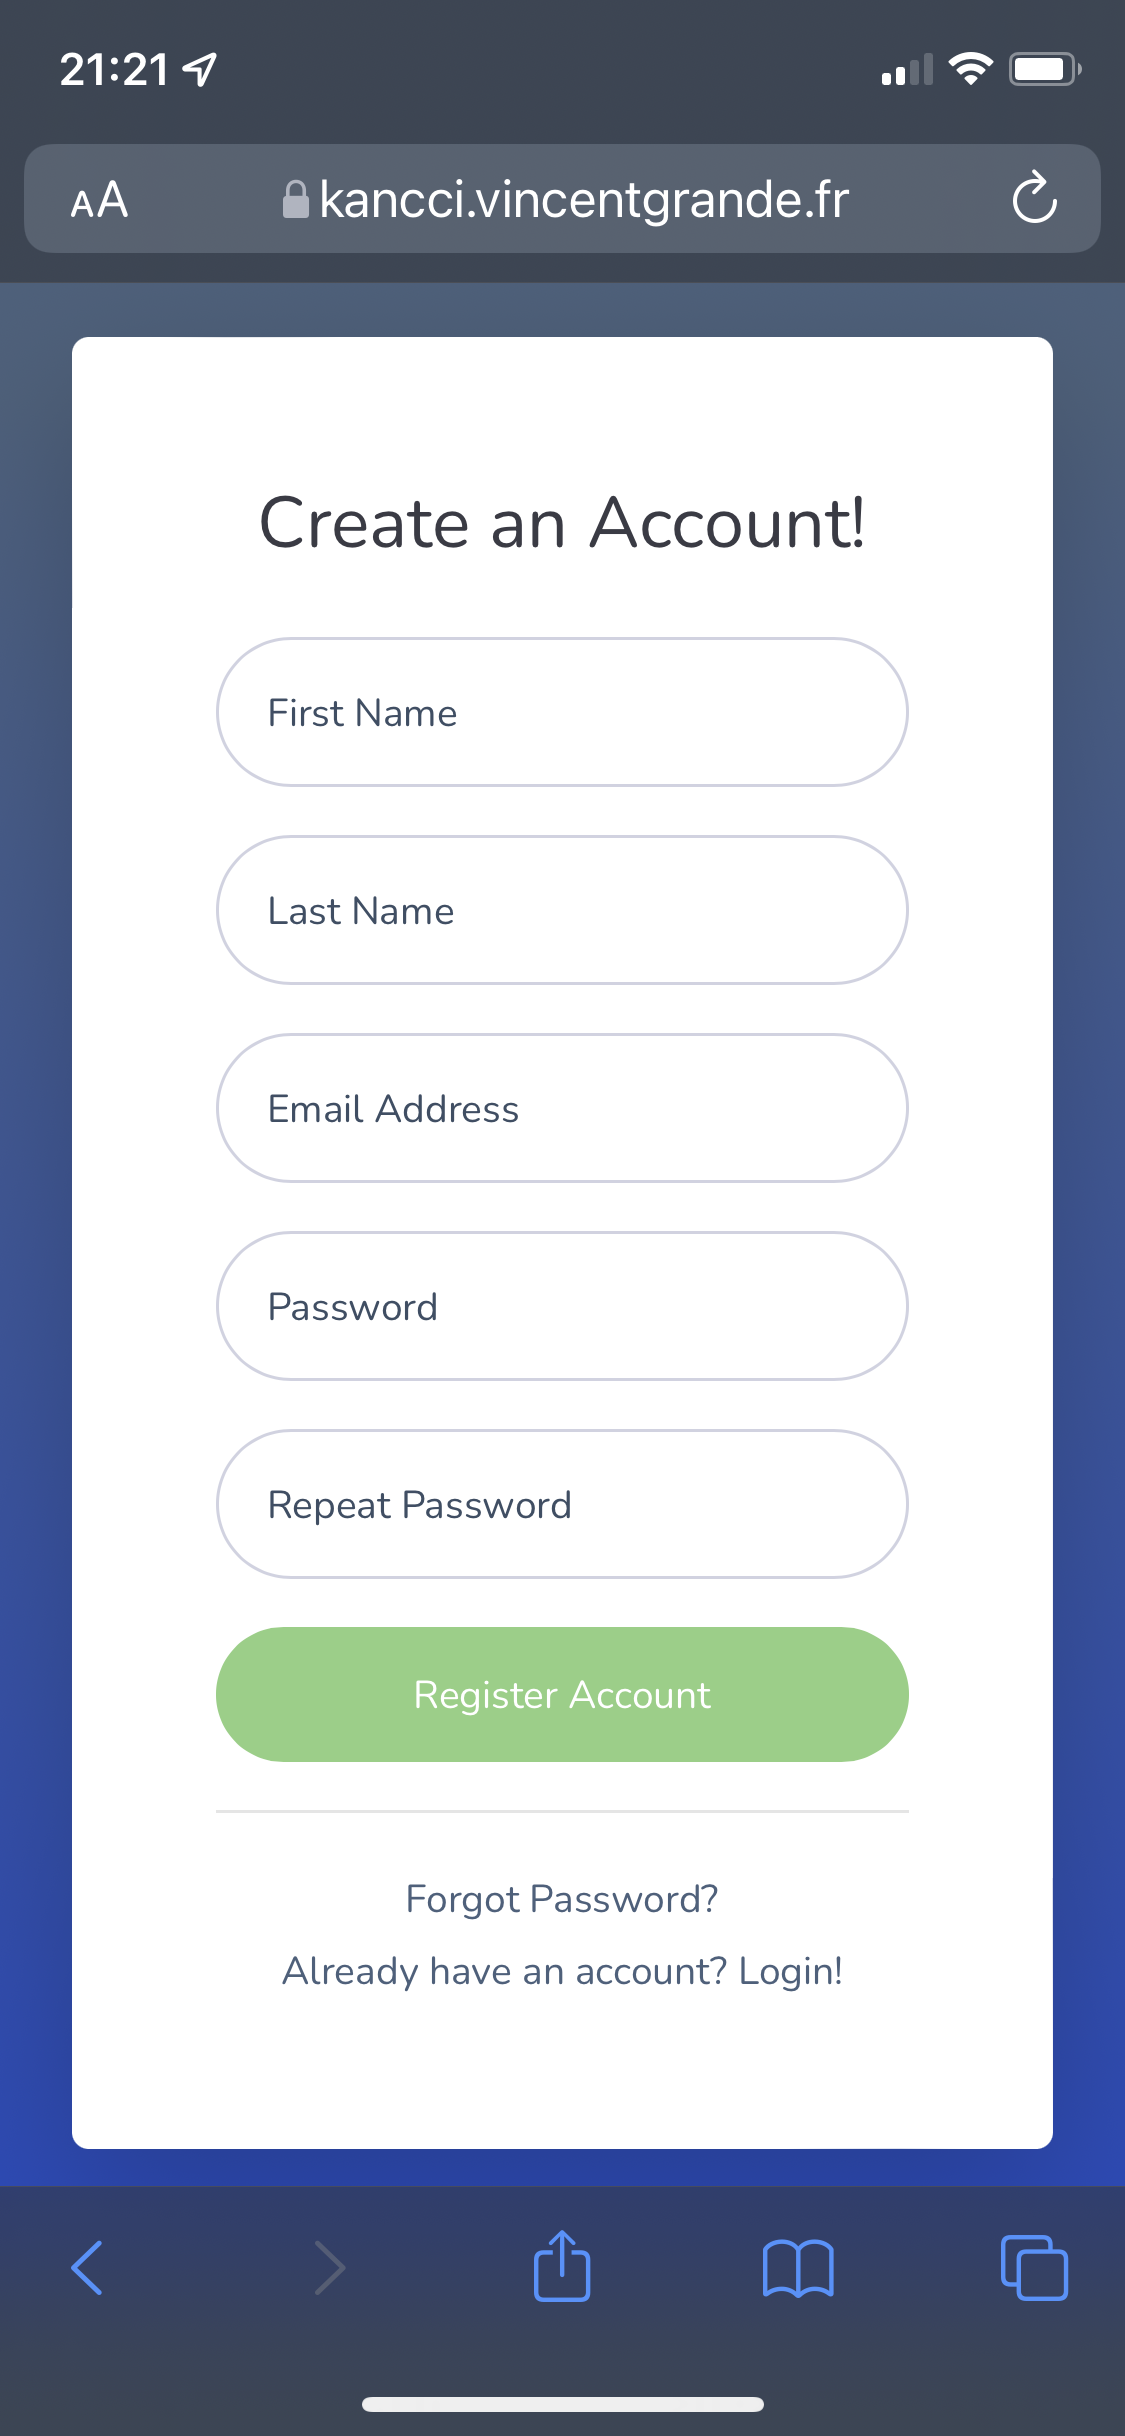 21:21
AA kancci.vincentgrande.fr
Create an Account!
First Name
Last Name
Email Address
Password
Repeat Password
Register Account
Forgot Password?
Already have an account? Login!